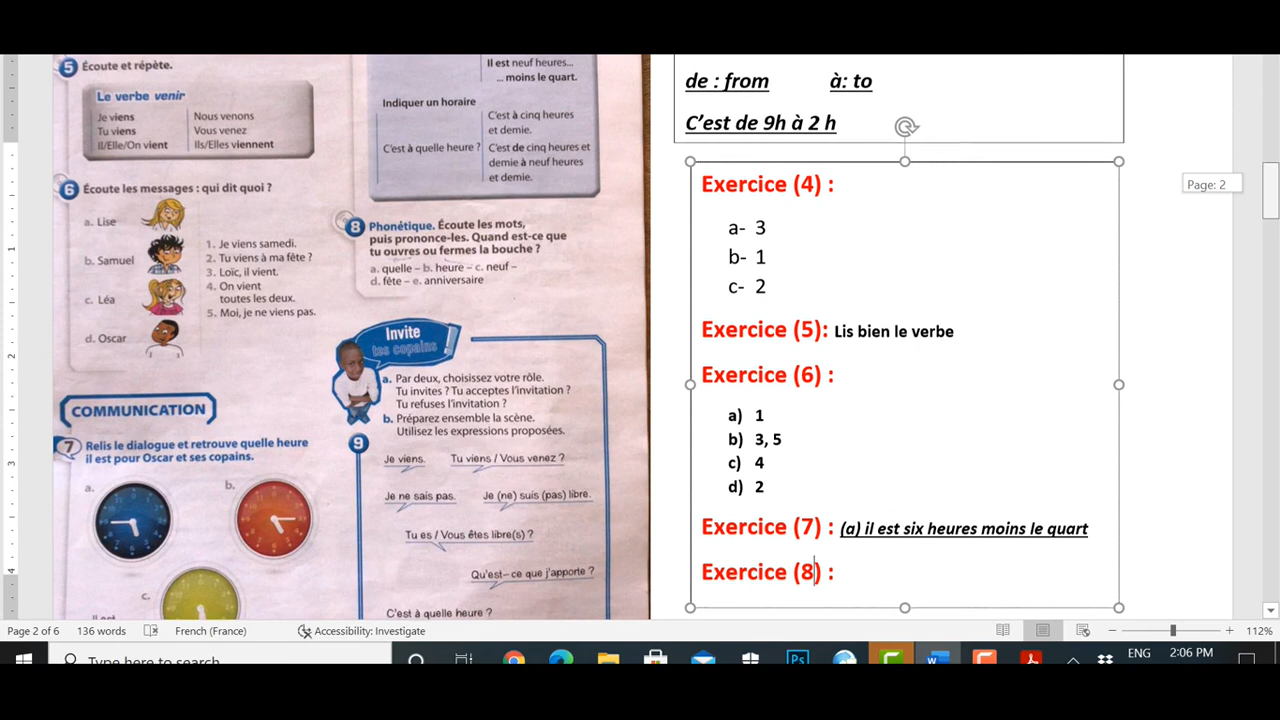 5 Écoute et répète.
Le verbe venir
Je viens Nous venons
Tu viens Vous venez
Il/Elle/On vient Ils/Elles viennent
6 Écoute les messages : qui dit quoi ?
a. Lise
b. Samuel
c. Léa
d. Oscar
1. Je viens samedi.
2. Tu viens à ma fête ?
3. Loïc, il vient.
4. On vient
toutes les deux.
5. Moi, je ne viens pas.
COMMUNICATION
7 Relis le dialogue et retrouve quelle heure
il est pour Oscar et ses copains.
a.
b.
c.
Il est neuf heures...
... moins le quart.
Indiquer un horaire
C'est à quelle heure ?
C'est à cinq heures
et demie.
C'est de cinq heures et
demie à neuf heures
et demie.
8 Phonétique. Écoute les mots,
puis prononce-les. Quand est-ce que
tu ouvres ou fermes la bouche ?
a. quelle – b. heure – c. neuf –
d. fête – e. anniversaire
Invite
tes copains
a. Par deux, choisissez votre rôle.
Tu invites ? Tu acceptes l'invitation ?
Tu refuses l'invitation ?
b. Préparez ensemble la scène.
Utilisez les expressions proposées.
9
Je viens. Tu viens / Vous venez ?
Je ne sais pas. Je (ne) suis (pas) libre.
Tu es / Vous êtes libre(s) ?
Qu'est-ce que j'apporte ?
C'est à quelle heure ?
de : from à: to
C'est de 9h à 2 h
Exercice (4) :
a- 3
b- 1
c- 2
Exercice (5): Lis bien le verbe
Exercice (6) :
a) 1
b) 3, 5
c) 4
d) 2
Exercice (7) : (a) il est six heures moins le quart
Exercice (8) :
Page: 2
Page 2 of 6 136 words French (France) Accessibility: Investigate 112%
Type here to search ENG 2:06 PM